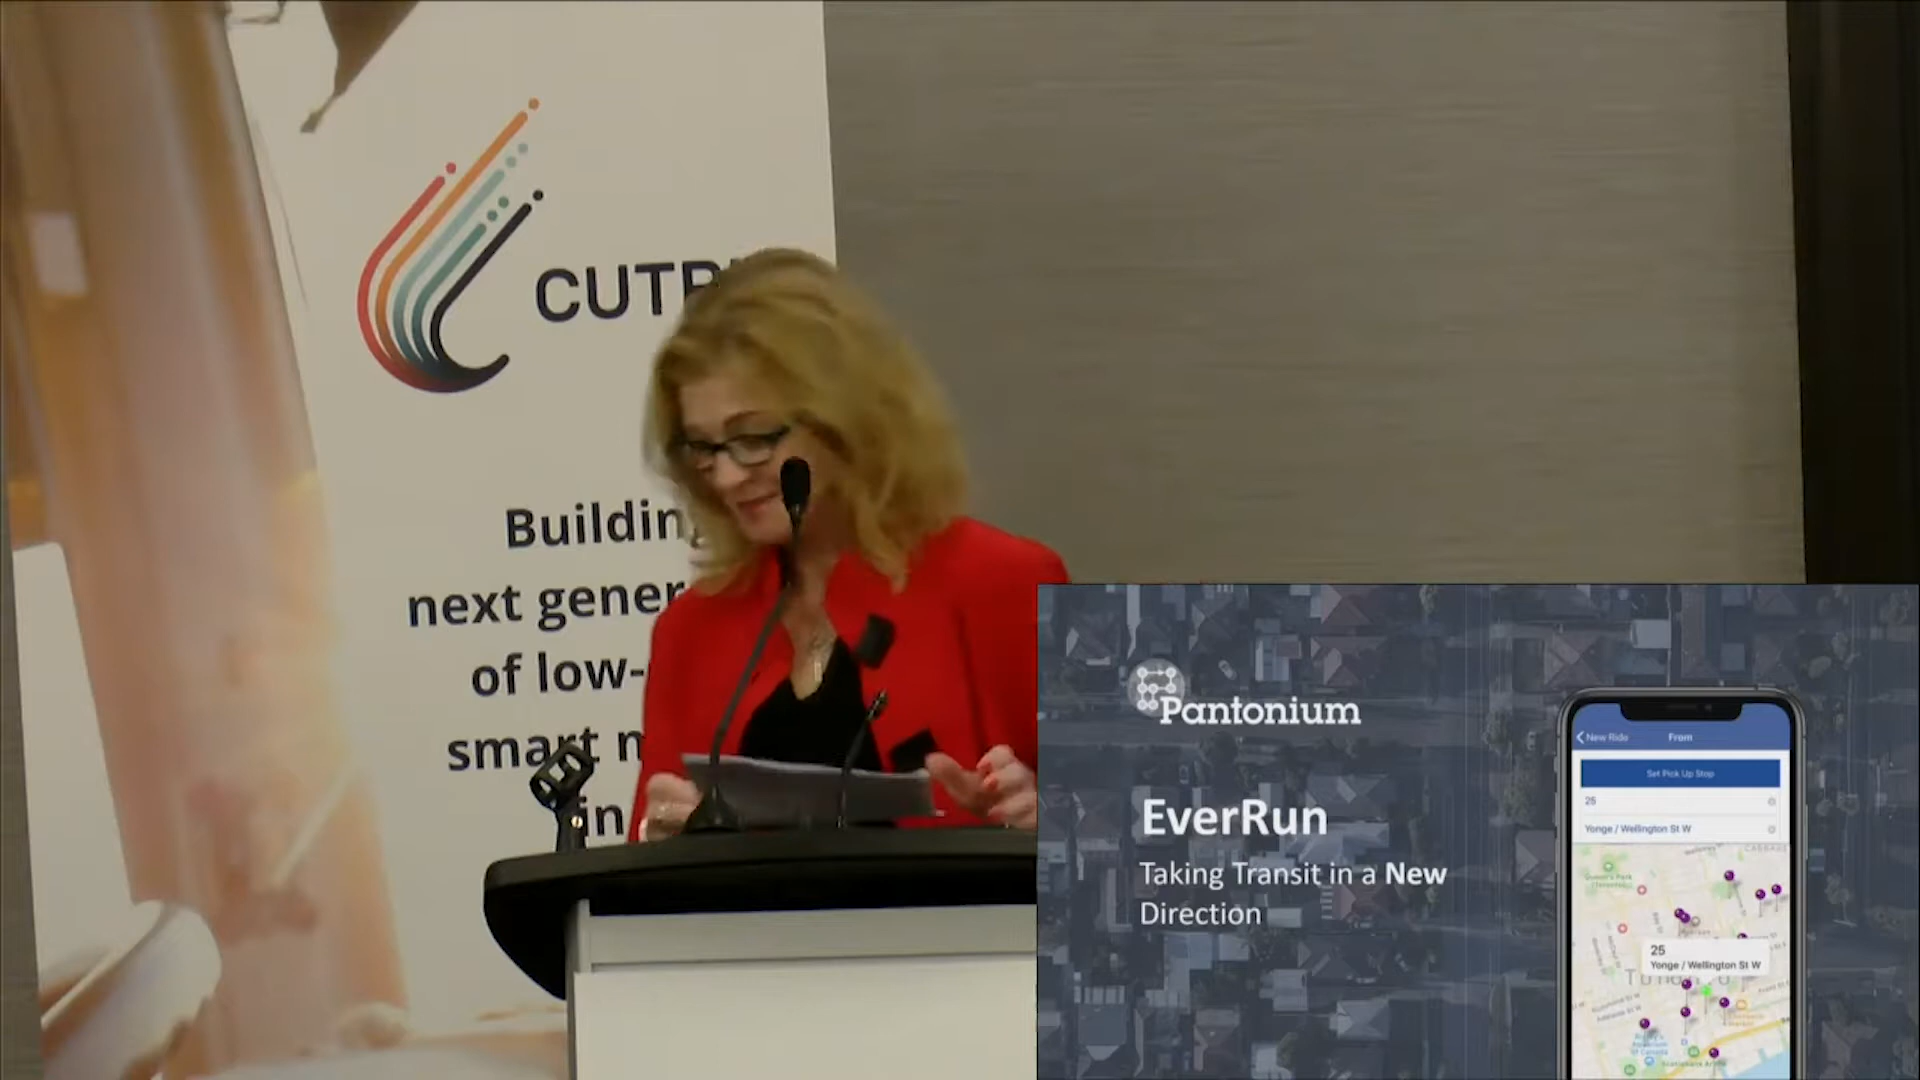 CUTR
Building
next gener
of low-
smart m
in
Pantonium
EverRun
Taking Transit in a New
Direction
New Ride
From
Set Pick Up Stop
25
Yonge / Wellington St W
25
Yonge / Wellington St W